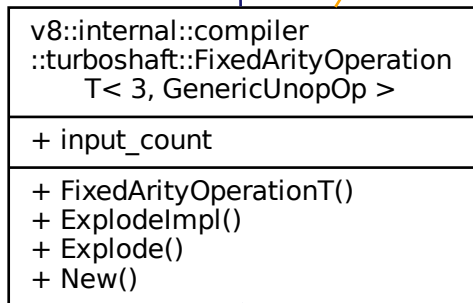 v8::internal::compiler
::turboshaft::FixedArityOperation
T< 3, GenericUnopOp >
+ input_count
+ FixedArityOperationT()
+ ExplodeImpl()
+ Explode()
+ New()